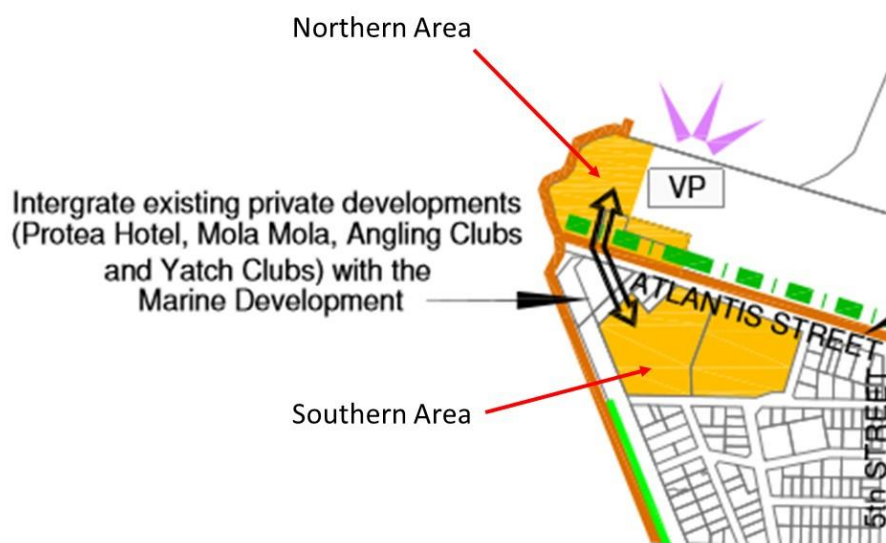 Northern Area
VP
Intergrate existing private developments
(Protea Hotel, Mola Mola, Angling Clubs
and Yatch Clubs) with the
Marine Development
ATLANTIS STREET
Southern Area
5th STREET